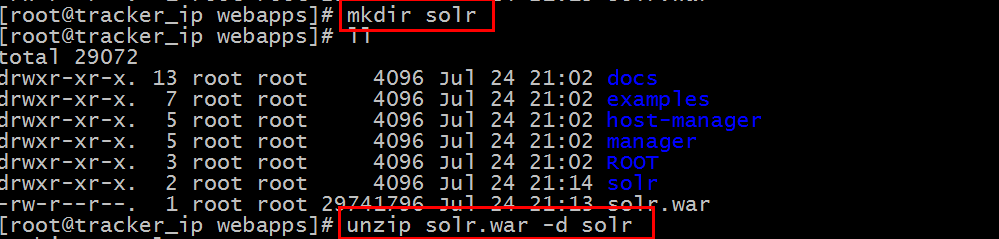 [root@tracker_ip webapps]# mkdir solr
[root@tracker_ip webapps]# ll
total 29072
drwxr-xr-x. 13 root root     4096 Jul 24 21:02 docs
drwxr-xr-x.  7 root root     4096 Jul 24 21:02 examples
drwxr-xr-x.  5 root root     4096 Jul 24 21:02 host-manager
drwxr-xr-x.  5 root root     4096 Jul 24 21:02 manager
drwxr-xr-x.  3 root root     4096 Jul 24 21:02 ROOT
drwxr-xr-x.  2 root root     4096 Jul 24 21:14 solr
-rw-r--r--.  1 root root 29741796 Jul 24 21:13 solr.war
[root@tracker_ip webapps]# unzip solr.war -d solr